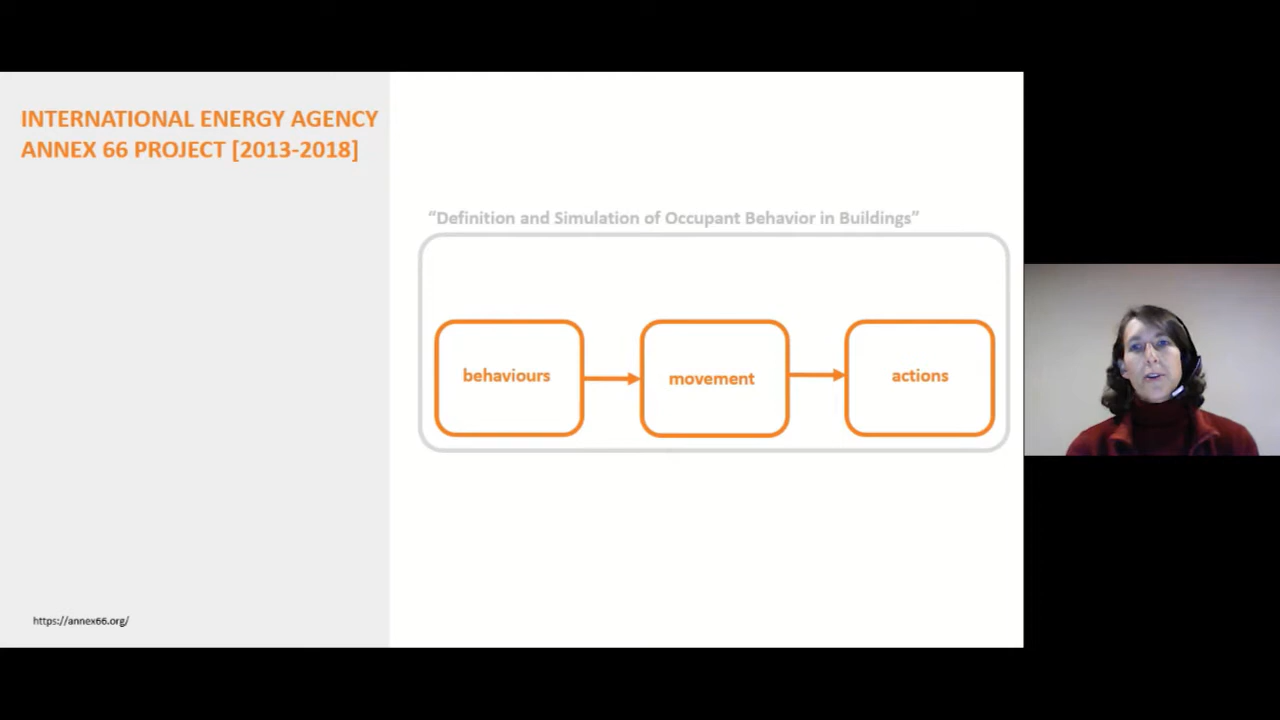 INTERNATIONAL ENERGY AGENCY
ANNEX 66 PROJECT [2013-2018]
“Definition and Simulation of Occupant Behavior in Buildings”
behaviours
movement
actions
https://annex66.org/